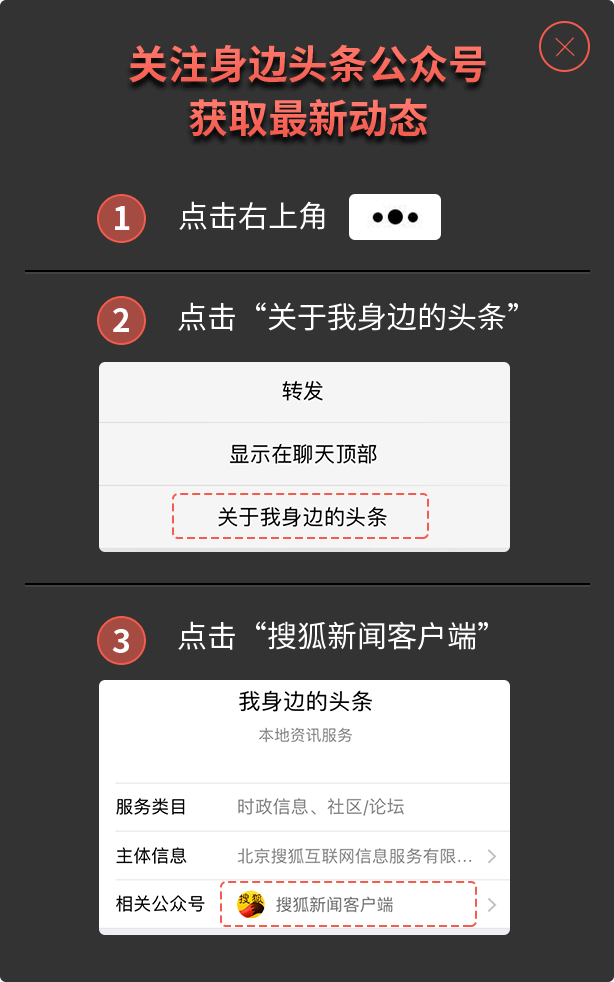 关注身边头条公众号
获取最新动态
1 点击右上角
2 点击“关于我身边的头条”
转发
显示在聊天顶部
关于我身边的头条
3 点击“搜狐新闻客户端”
我身边的头条
本地资讯服务
服务类目 时政信息、社区/论坛
主体信息 北京搜狐互联网信息服务有限...
相关公众号 搜狐 搜狐新闻客户端